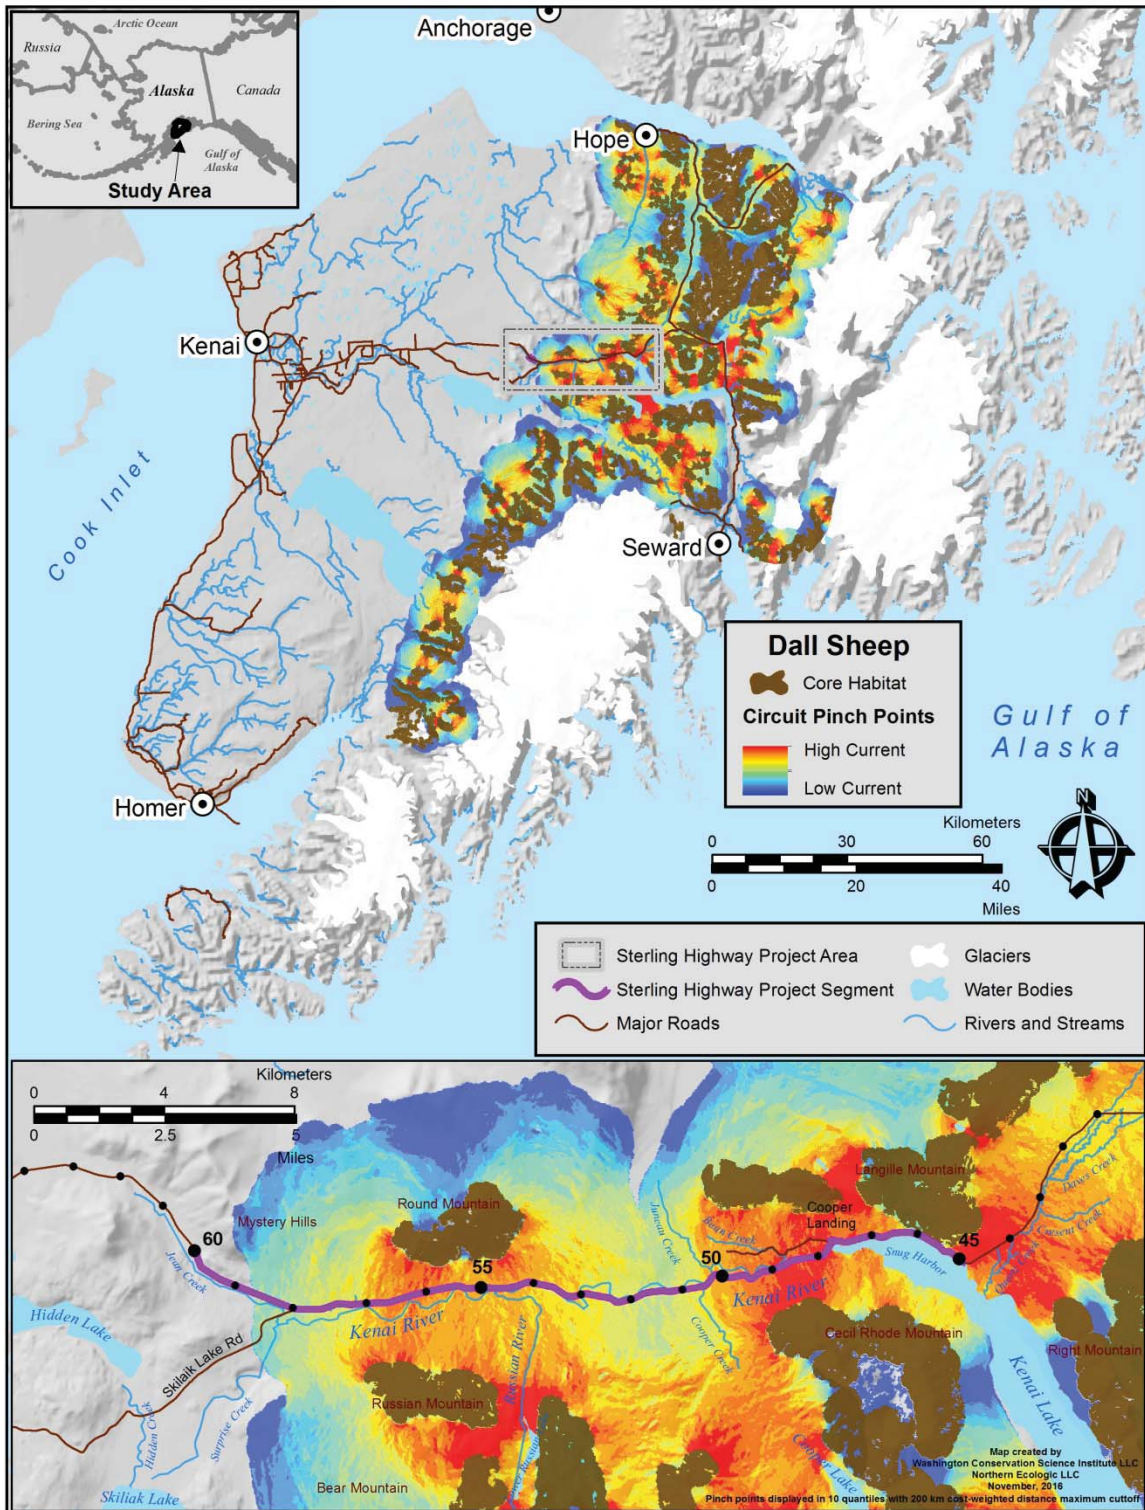 Anchorage
Arctic Ocean
Russia
Alaska
Canada
Bering Sea
Gulf of
Alaska
Study Area
Hope
Kenai
Cook Inlet
Seward
Homer
Dall Sheep
Core Habitat
Circuit Pinch Points
High Current
Low Current
Gulf of
Alaska
N
Kilometers
0 30 60
0 20 40
Miles
Sterling Highway Project Area
Glaciers
Sterling Highway Project Segment
Water Bodies
Major Roads
Rivers and Streams
Kilometers
0 4 8
0 2.5 5
Miles
Mystery Hills
Round Mountain
Langille Mountain
Cooper
Landing
Juneau Creek
Bean Creek
Daws Creek
Cresent Creek
Quartz Creek
60
55
50
45
Snug Harbor
Jean Creek
Kenai River
Kenai River
Hidden Lake
Skilaik Lake Rd
Russian River
Cooper Creek
Cecil Rhode Mountain
Right Mountain
Russian Mountain
Surprise Creek
Hidden Creek
Kenai Lake
Skiliak Lake
Bear Mountain
Russian
Cooper Lake
Map created by
Washington Conservation Science Institute LLC
Northern Ecologic LLC
November, 2016
Pinch points displayed in 10 quantiles with 200 km cost-weighted distance maximum cuttoff